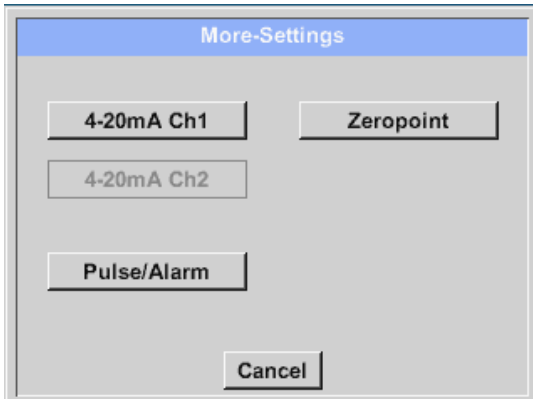 More-Settings
4-20mA Ch1
Zeropoint
4-20mA Ch2
Pulse/Alarm
Cancel